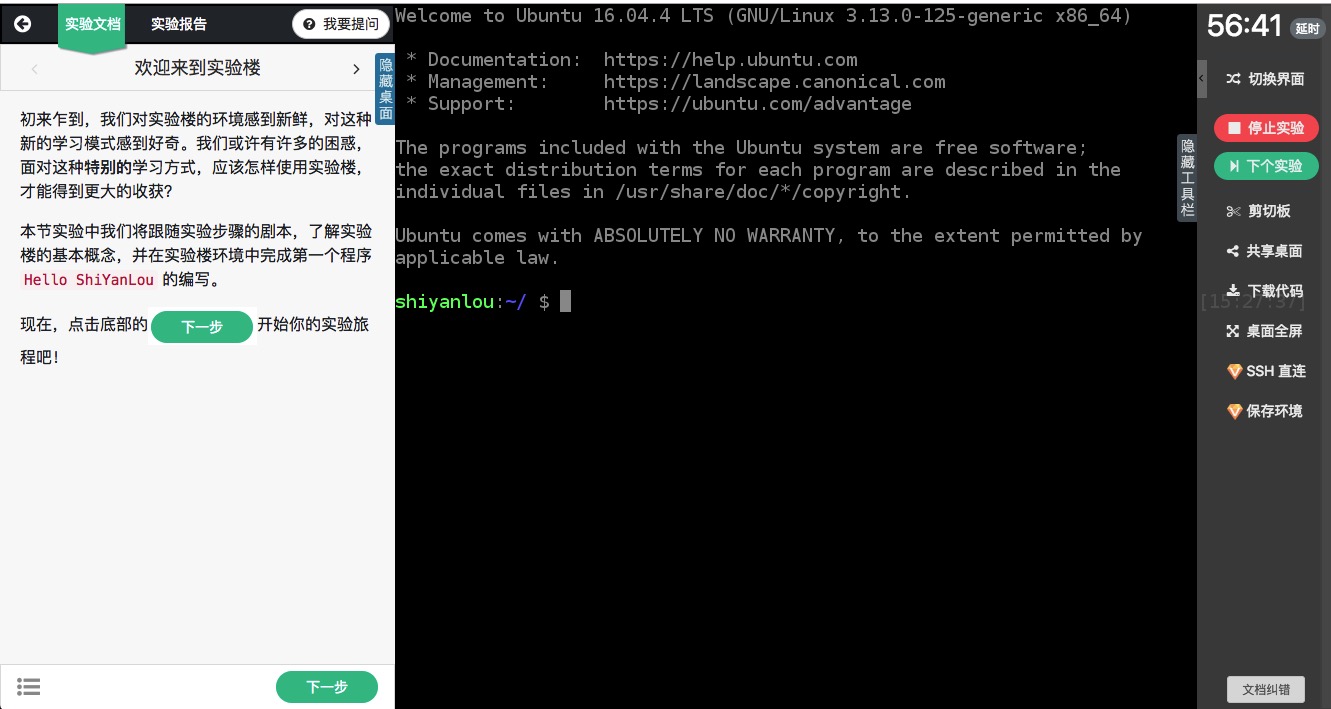 实验文档
实验报告
我要提问
欢迎来到实验楼
隐藏桌面
初来乍到，我们对实验楼的环境感到新鲜，对这种
新的学习模式感到好奇。我们或许有许多的困惑，
面对这种特别的学习方式，应该怎样使用实验楼，
才能得到更大的收获？
本节实验中我们将跟随实验步骤的剧本，了解实验
楼的基本概念，并在实验楼环境中完成第一个程序
Hello ShiYanLou 的编写。
现在，点击底部的 下一步 开始你的实验旅
程吧！
下一步
Welcome to Ubuntu 16.04.4 LTS (GNU/Linux 3.13.0-125-generic x86_64)
* Documentation: https://help.ubuntu.com
* Management: https://landscape.canonical.com
* Support: https://ubuntu.com/advantage
The programs included with the Ubuntu system are free software;
the exact distribution terms for each program are described in the
individual files in /usr/share/doc/*/copyright.
Ubuntu comes with ABSOLUTELY NO WARRANTY, to the extent permitted by
applicable law.
shiyanlou:~/ $
[15:27:37]
隐藏工具栏
56:41 延时
切换界面
停止实验
下个实验
剪切板
共享桌面
下载代码
桌面全屏
SSH 直连
保存环境
文档纠错